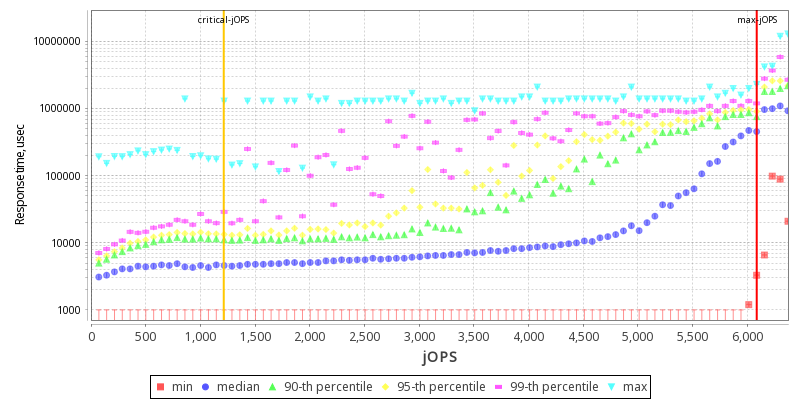 critical-jOPS
max-jOPS
10000000
1000000
100000
10000
1000
Response time, usec
0
500
1,000
1,500
2,000
2,500
3,000
3,500
4,000
4,500
5,000
5,500
6,000
jOPS
min
median
90-th percentile
95-th percentile
99-th percentile
max